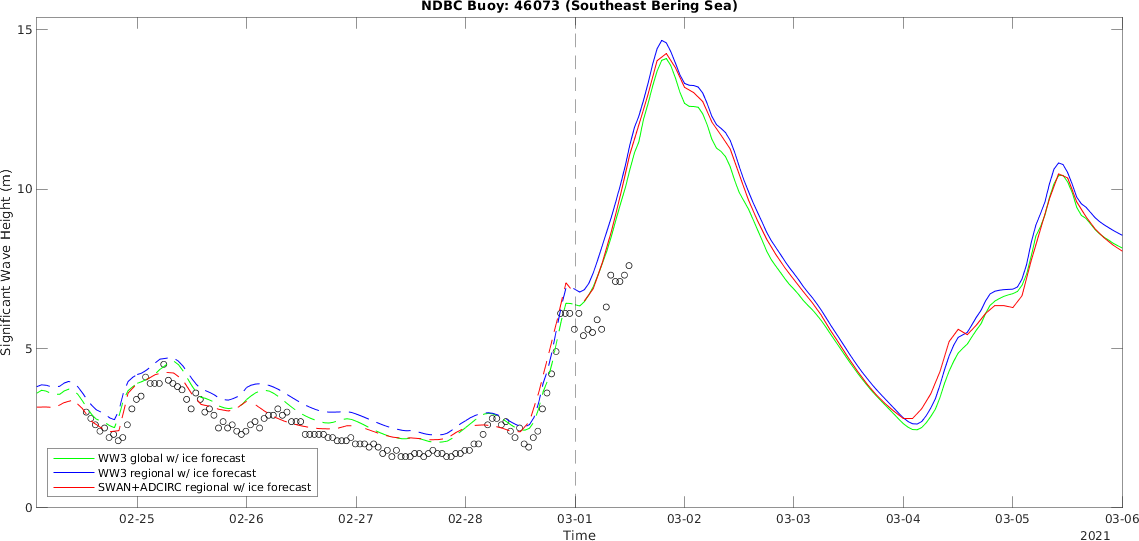 NDBC Buoy: 46073 (Southeast Bering Sea)
15
10
5
0
Significant Wave Height (m)
WW3 global w/ ice forecast
WW3 regional w/ ice forecast
SWAN+ADCIRC regional w/ ice forecast
02-25 02-26 02-27 02-28 03-01 03-02 03-03 03-04 03-05 03-06
Time
2021